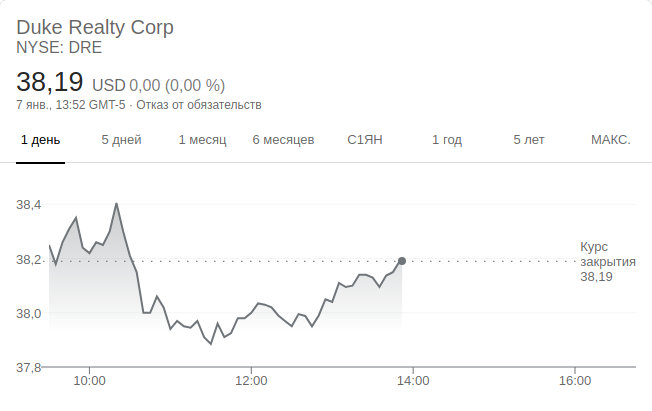 Duke Realty Corp
NYSE: DRE
38,19 USD 0,00 (0,00 %)
7 янв., 13:52 GMT-5 · Отказ от обязательств
1 день 5 дней 1 месяц 6 месяцев С1ЯН 1 год 5 лет МАКС.
38,4
Курс
38,2 закрытия
38,19
38,0
37,8
10:00 12:00 14:00 16:00